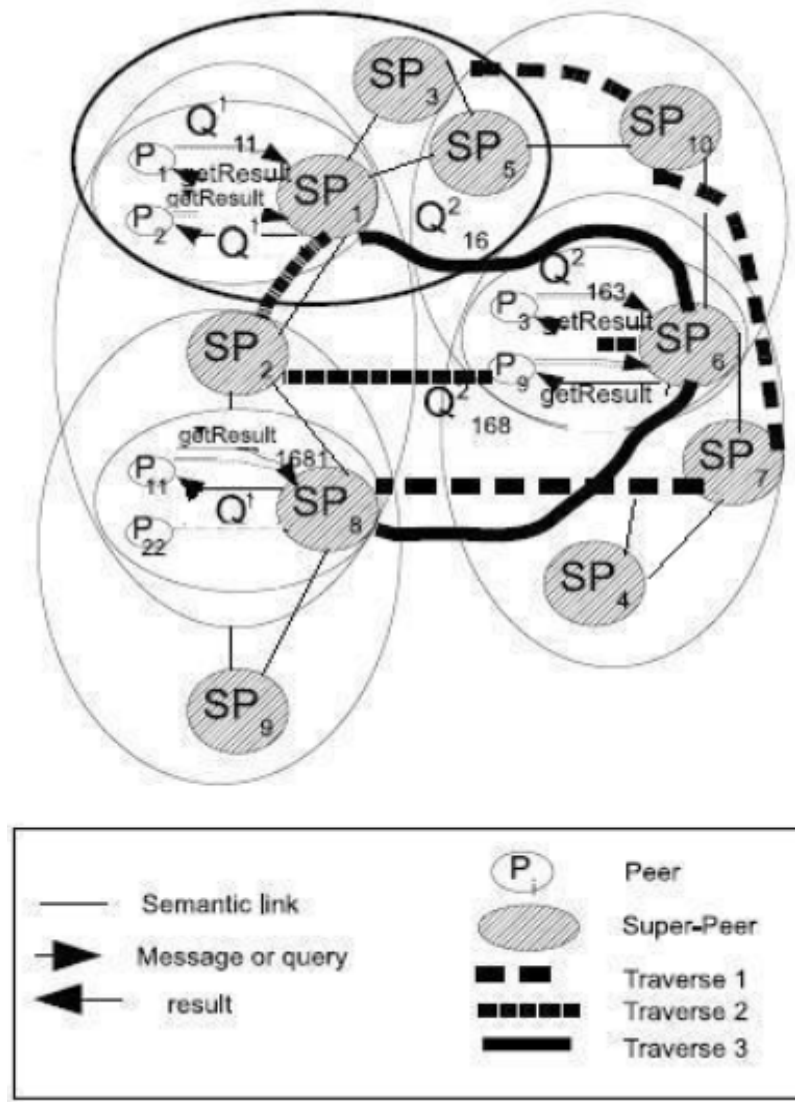 SP3
SP10
Q1
11
P1 getResult
SP5
getResult
SP1
P2
Q1
Q2
16
Q2
163
P3 getResult
SP6
SP2
P9
Q2
getResult
168
getResult
1681
SP7
P11
Q1
SP8
P22
SP4
SP9
Pi Peer
Semantic link
Super-Peer
Message or query
Traverse 1
result
Traverse 2
Traverse 3